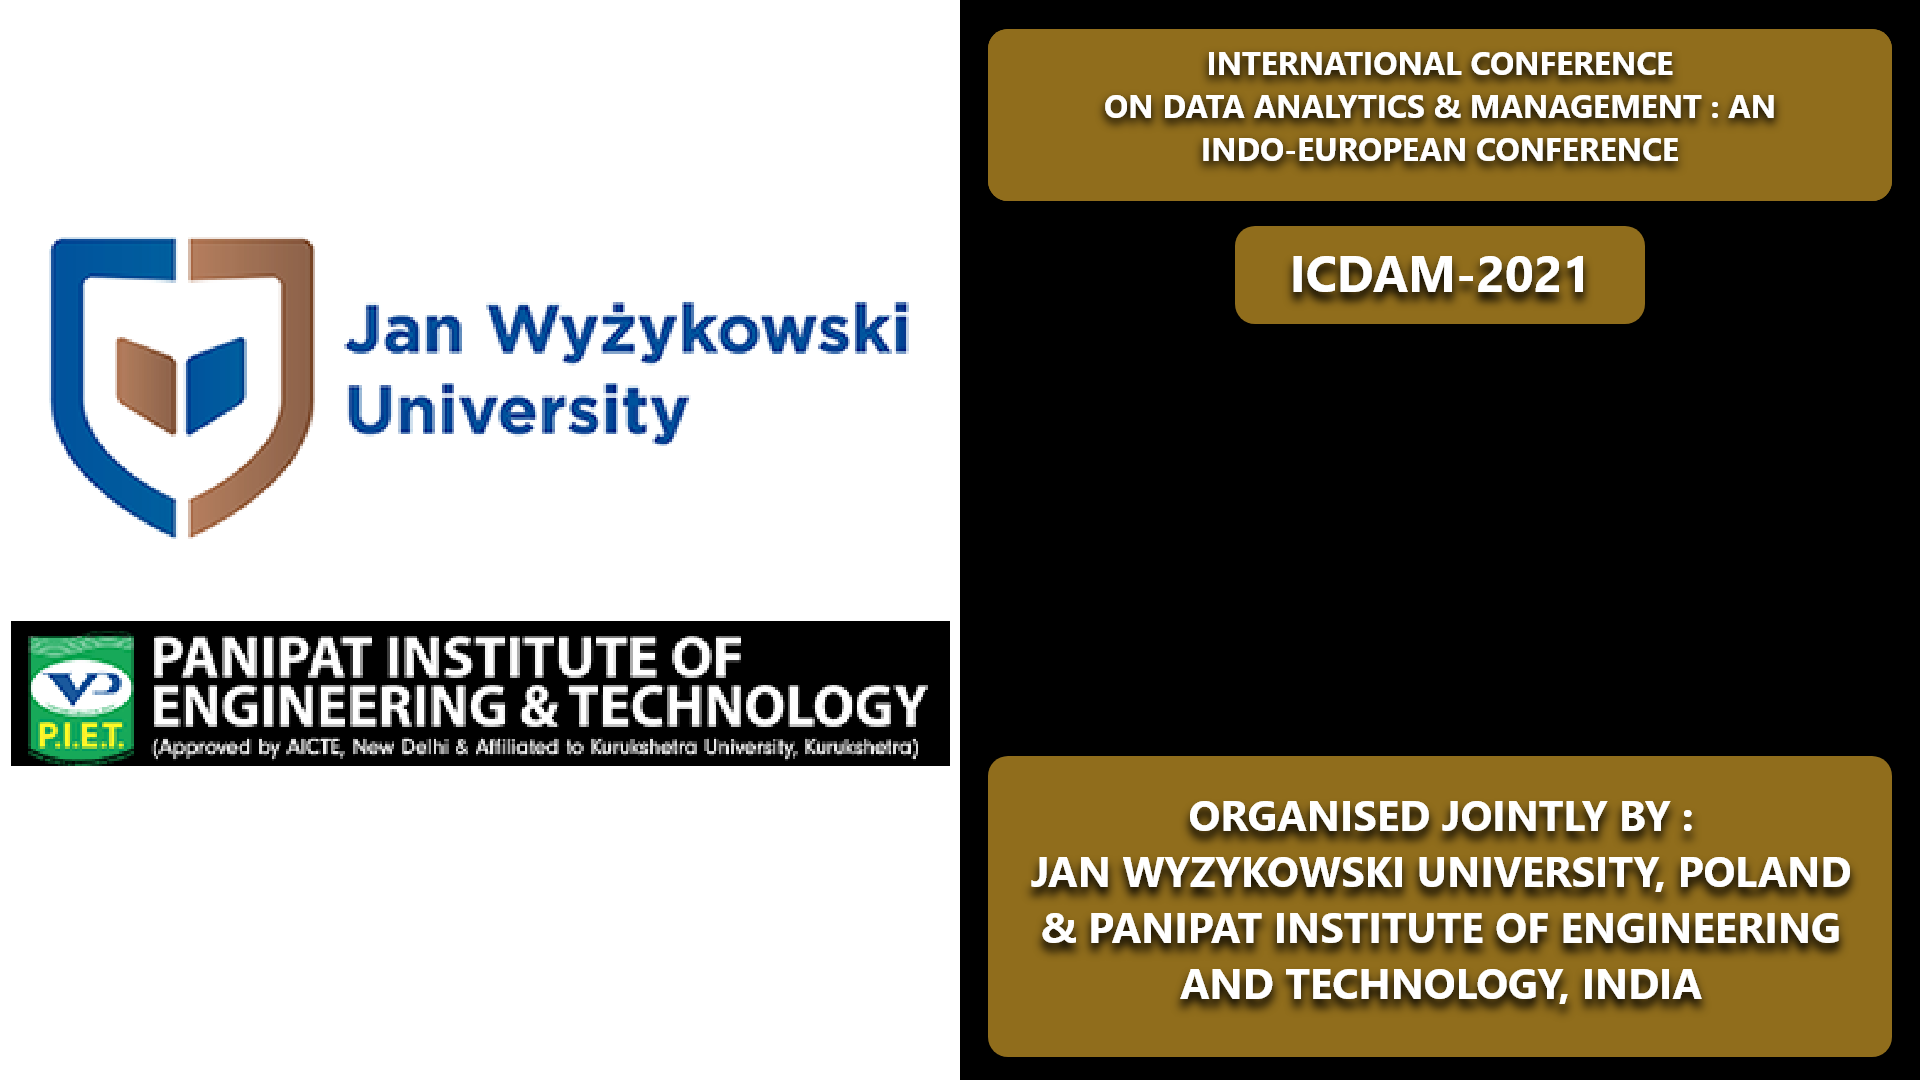 Jan Wyżykowski
University
VP
P.I.E.T.
PANIPAT INSTITUTE OF
ENGINEERING & TECHNOLOGY
(Approved by AICTE, New Delhi & Affiliated to Kurukshetra University, Kurukshetra)
INTERNATIONAL CONFERENCE
ON DATA ANALYTICS & MANAGEMENT : AN
INDO-EUROPEAN CONFERENCE
ICDAM-2021
ORGANISED JOINTLY BY :
JAN WYZYKOWSKI UNIVERSITY, POLAND
& PANIPAT INSTITUTE OF ENGINEERING
AND TECHNOLOGY, INDIA